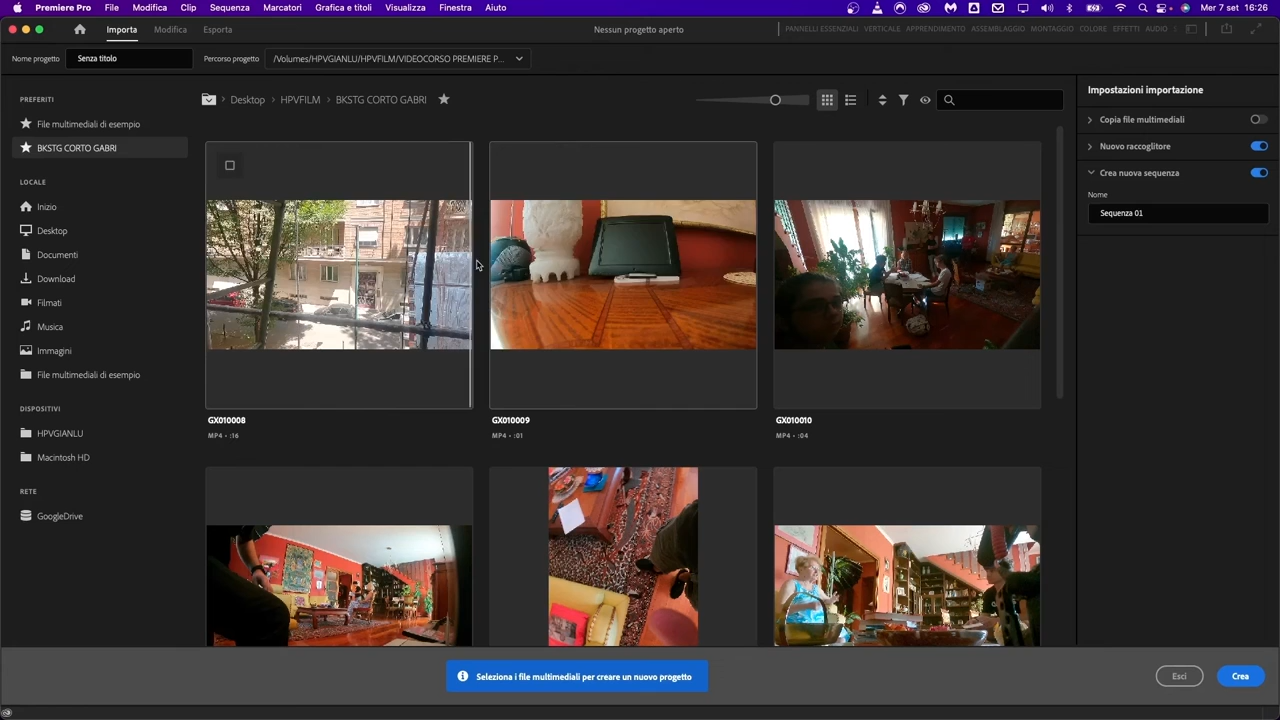 Premiere Pro File Modifica Clip Sequenza Marcatori Grafica e titoli Visualizza Finestra Aiuto Mer 7 set 16:26
Importa Modifica Esporta Nessun progetto aperto PANNELLI ESSENZIALI VERTICALE APPRENDIMENTO ASSEMBLAGGIO MONTAGGIO COLORE EFFETTI AUDIO
Nome progetto Senza titolo Percorso progetto /Volumes/HPVGIANLU/HPVFILM/VIDEOCORSO PREMIERE P...
PREFERITI
File multimediali di esempio
BKSTG CORTO GABRI
LOCALE
Inizio
Desktop
Documenti
Download
Filmati
Musica
Immagini
File multimediali di esempio
DISPOSITIVI
HPVGIANLU
Macintosh HD
RETE
GoogleDrive
Desktop > HPVFILM > BKSTG CORTO GABRI
GX010008
MP4 • :16
GX010009
MP4 • :01
GX010010
MP4 • :04
Impostazioni importazione
Copia file multimediali
Nuovo raccoglitore
Crea nuova sequenza
Nome
Sequenza 01
Seleziona i file multimediali per creare un nuovo progetto
Esci Crea